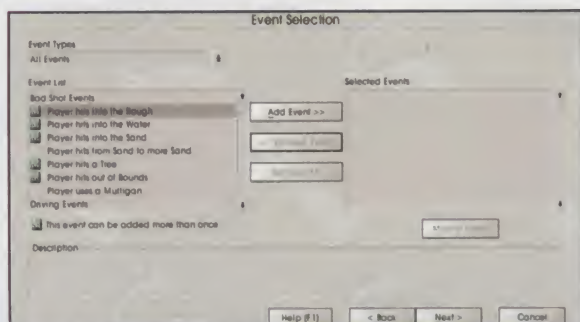 Event Selection
Event Types
All Events
Event List
Selected Events
Bad Shot Events
Player hits into the Rough
Player hits into the Water
Player hits into the Sand
Player hits from Sand to more Sand
Player hits a Tree
Player hits out of Bounds
Player uses a Mulligan
Driving Events
Add Event >>
This event can be added more than once
Description
Help (F1)
< Back
Next >
Cancel